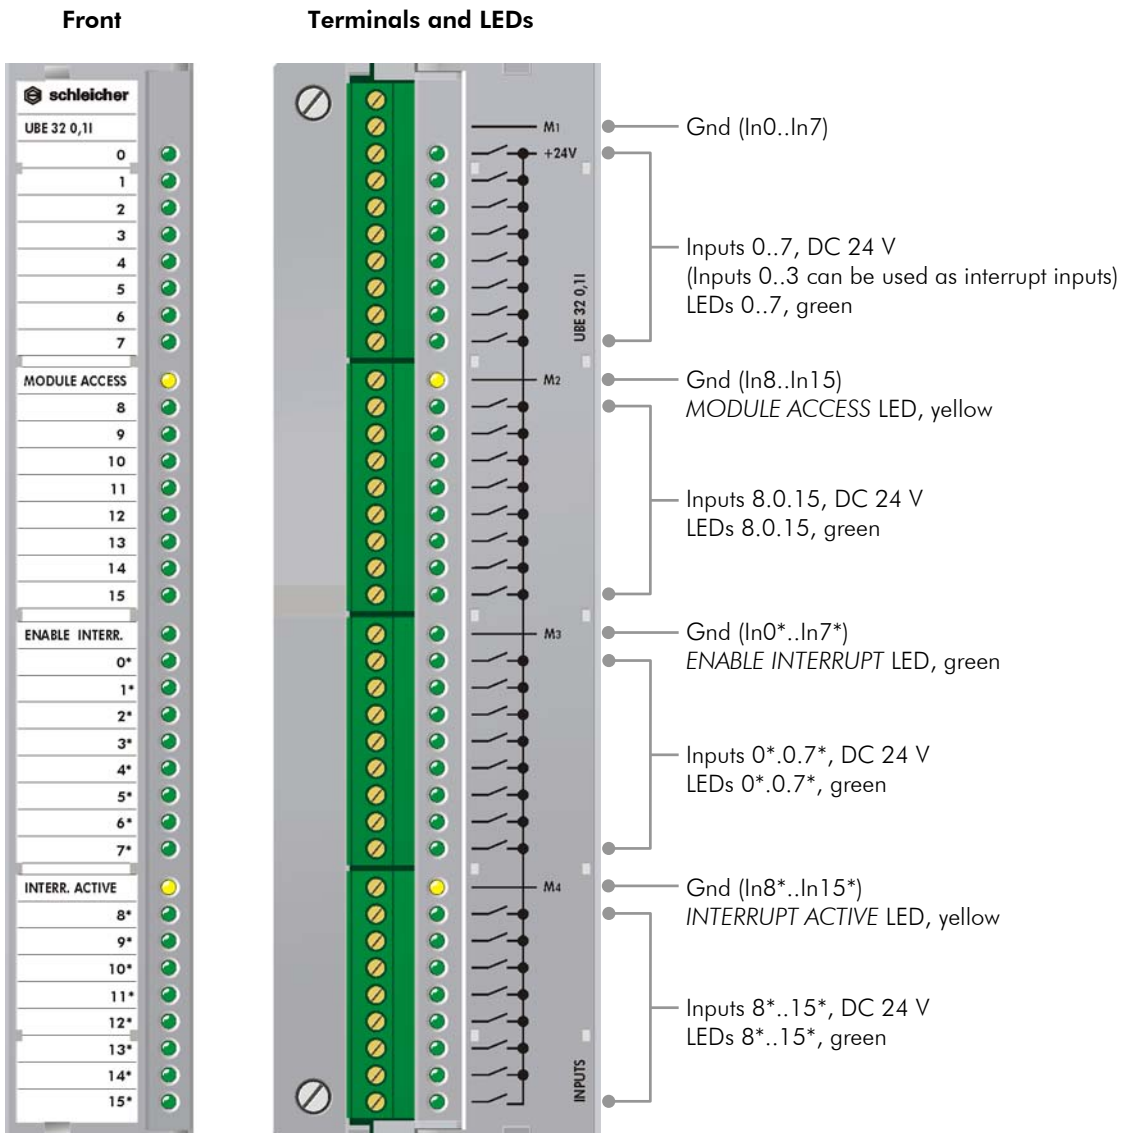 Front
Terminals and LEDs
schleicher
UBE 32 0,1I
0
1
2
3
4
5
6
7
MODULE ACCESS
8
9
10
11
12
13
14
15
ENABLE INTERR.
0*
1*
2*
3*
4*
5*
6*
7*
INTERR. ACTIVE
8*
9*
10*
11*
12*
13*
14*
15*
M1
+24V
UBE 32 0,1I
M2
M3
M4
INPUTS
Gnd (In0..In7)
Inputs 0..7, DC 24 V
(Inputs 0..3 can be used as interrupt inputs)
LEDs 0..7, green
Gnd (In8..In15)
MODULE ACCESS LED, yellow
Inputs 8.0.15, DC 24 V
LEDs 8.0.15, green
Gnd (In0*..In7*)
ENABLE INTERRUPT LED, green
Inputs 0*.0.7*, DC 24 V
LEDs 0*.0.7*, green
Gnd (In8*..In15*)
INTERRUPT ACTIVE LED, yellow
Inputs 8*..15*, DC 24 V
LEDs 8*..15*, green